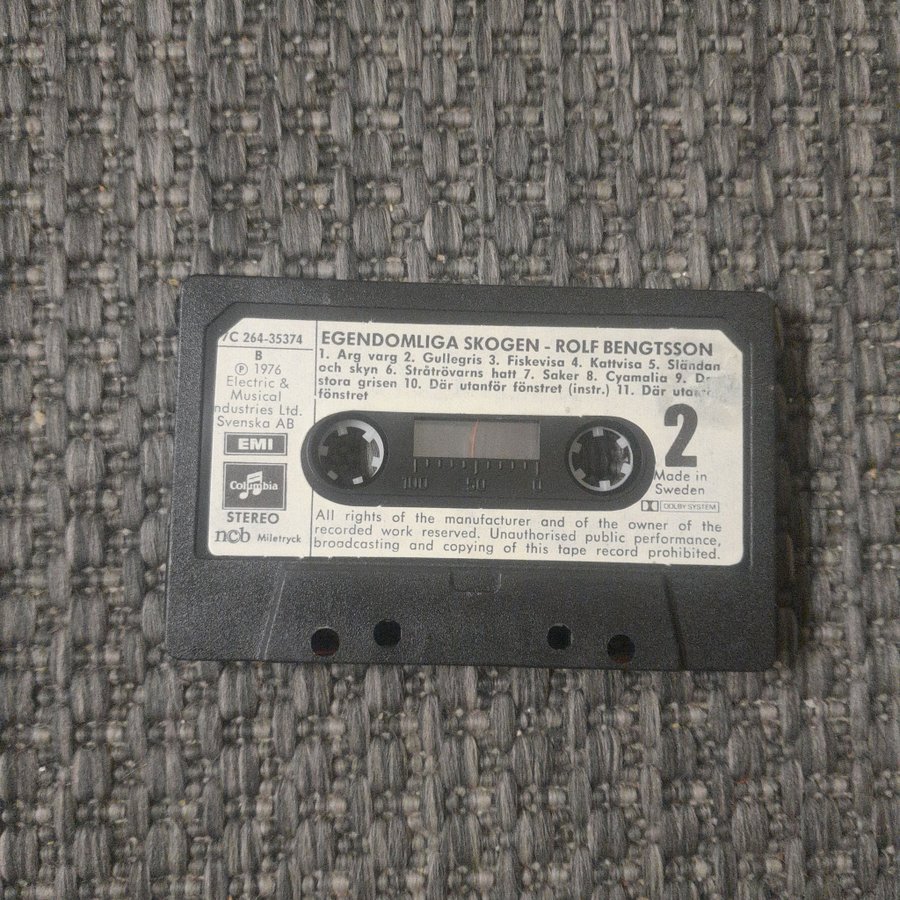 7C 264-35374
B
℗ 1976
Electric &
Musical
Industries Ltd.
Svenska AB
EMI
Columbia
STEREO
ncb Miletryck
EGENDOMLIGA SKOGEN - ROLF BENGTSSON
1. Arg varg 2. Gullegris 3. Fiskevisa 4. Kattvisa 5. Sländan
och skyn 6. Stråtrövarns hatt 7. Saker 8. Cyamalia 9.
stora grisen 10. Där utanför fönstret (instr.) 11. Där
fönstret
2
Made in
Sweden
DOLBY SYSTEM
100 50 0
All rights of the manufacturer and of the owner of the
recorded work reserved. Unauthorised public performance,
broadcasting and copying of this tape record prohibited.